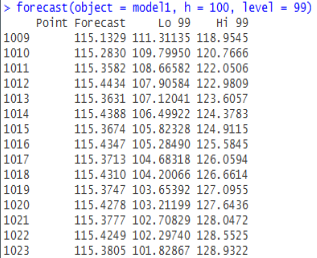 > forecast(object = model1, h = 100, level = 99)
Point Forecast Lo 99 Hi 99
1009 115.1329 111.31135 118.9545
1010 115.2830 109.79950 120.7666
1011 115.3582 108.66582 122.0506
1012 115.4434 107.90584 122.9809
1013 115.3631 107.12041 123.6057
1014 115.4388 106.49922 124.3783
1015 115.3674 105.82328 124.9115
1016 115.4347 105.28490 125.5845
1017 115.3713 104.68318 126.0594
1018 115.4310 104.20066 126.6614
1019 115.3747 103.65392 127.0955
1020 115.4278 103.21199 127.6436
1021 115.3777 102.70829 128.0472
1022 115.4249 102.29740 128.5525
1023 115.3805 101.82867 128.9322